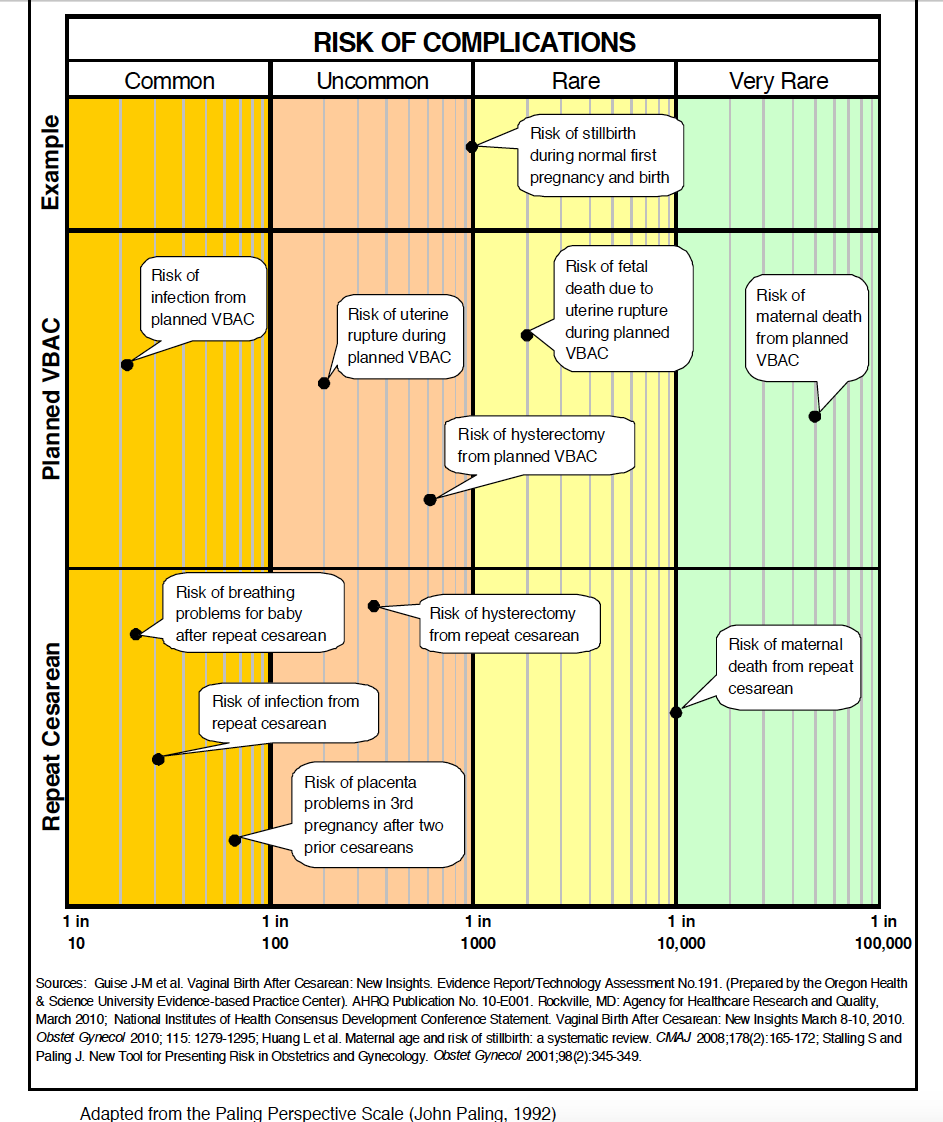 RISK OF COMPLICATIONS
Common
Uncommon
Rare
Very Rare
Example
Risk of stillbirth
during normal first
pregnancy and birth
Planned VBAC
Risk of
infection from
planned VBAC
Risk of uterine
rupture during
planned VBAC
Risk of fetal
death due to
uterine rupture
during planned
VBAC
Risk of
maternal death
from planned
VBAC
Risk of hysterectomy
from planned VBAC
Repeat Cesarean
Risk of breathing
problems for baby
after repeat cesarean
Risk of hysterectomy
from repeat cesarean
Risk of maternal
death from repeat
cesarean
Risk of infection from
repeat cesarean
Risk of placenta
problems in 3rd
pregnancy after two
prior cesareans
1 in
10
1 in
100
1 in
1000
1 in
10,000
1 in
100,000
Sources: Guise J-M et al. Vaginal Birth After Cesarean: New Insights. Evidence Report/Technology Assessment No.191. (Prepared by the Oregon Health
& Science University Evidence-based Practice Center). AHRQ Publication No. 10-E001. Rockville, MD: Agency for Healthcare Research and Quality,
March 2010; National Institutes of Health Consensus Development Conference Statement. Vaginal Birth After Cesarean: New Insights March 8-10, 2010.
Obstet Gynecol 2010; 115: 1279-1295; Huang L et al. Maternal age and risk of stillbirth: a systematic review. CMAJ 2008;178(2):165-172; Stalling S and
Paling J. New Tool for Presenting Risk in Obstetrics and Gynecology. Obstet Gynecol 2001;98(2):345-349.
Adapted from the Paling Perspective Scale (John Paling, 1992)